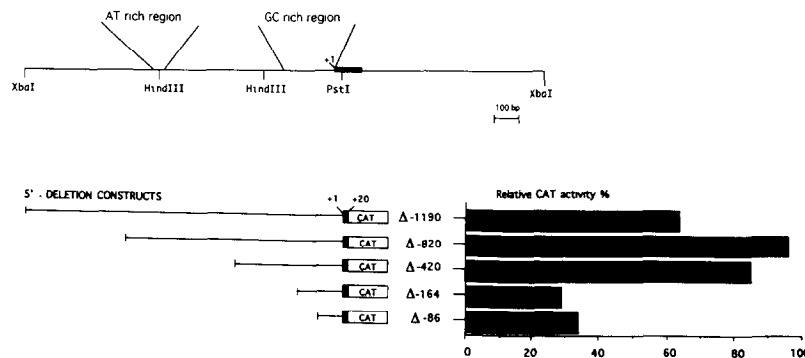 AT rich region GC rich region
+1
XbaI HindIII HindIII PstI XbaI
100 bp
5' - DELETION CONSTRUCTS +1 +20 Relative CAT activity %
CAT Δ-1190
CAT Δ-820
CAT Δ-420
CAT Δ-164
CAT Δ-86
0 20 40 60 80 100